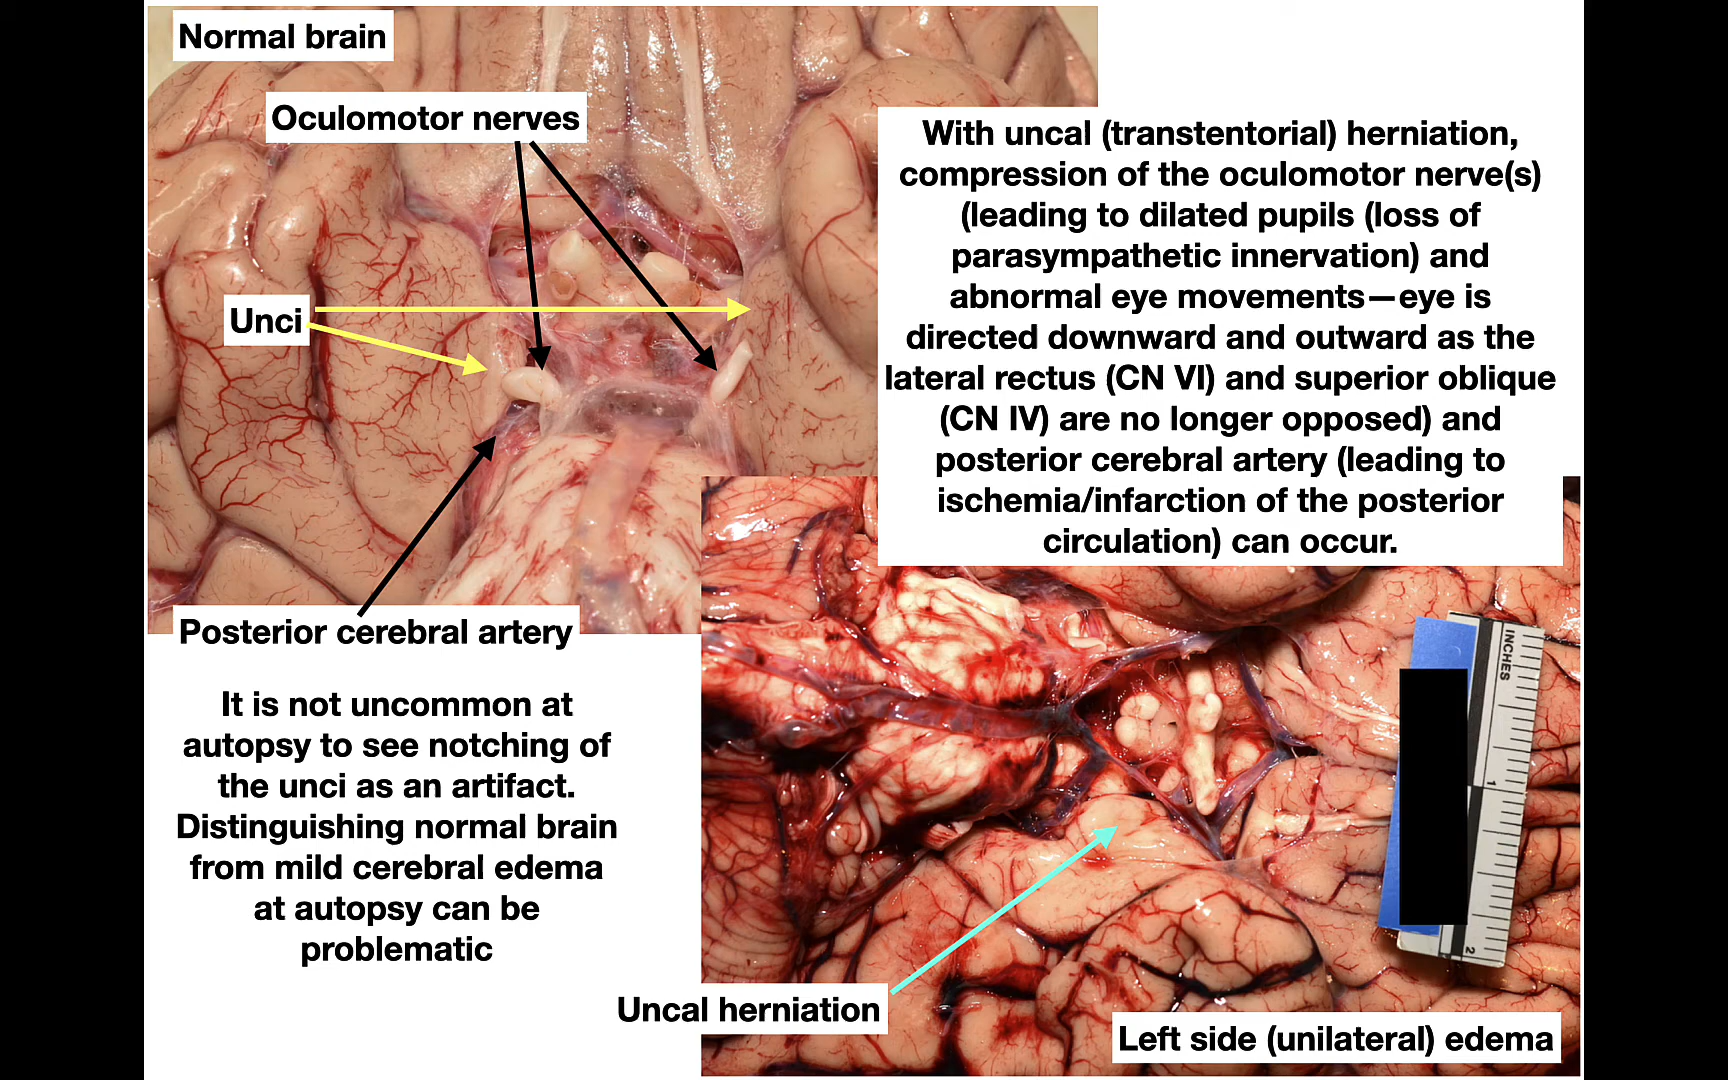 Normal brain
Oculomotor nerves
Unci
Posterior cerebral artery
With uncal (transtentorial) herniation,
compression of the oculomotor nerve(s)
(leading to dilated pupils (loss of
parasympathetic innervation) and
abnormal eye movements—eye is
directed downward and outward as the
lateral rectus (CN VI) and superior oblique
(CN IV) are no longer opposed) and
posterior cerebral artery (leading to
ischemia/infarction of the posterior
circulation) can occur.
It is not uncommon at
autopsy to see notching of
the unci as an artifact.
Distinguishing normal brain
from mild cerebral edema
at autopsy can be
problematic
INCHES
1
2
Uncal herniation
Left side (unilateral) edema